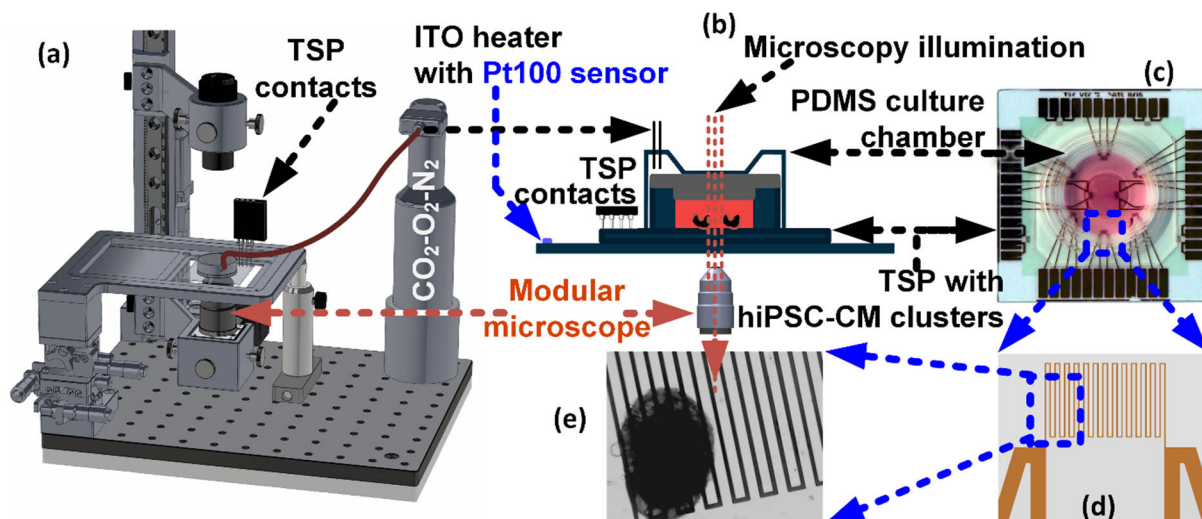 (a)
TSP
contacts
ITO heater
with Pt100 sensor
CO₂-O₂-N₂
(b)
Microscopy illumination
(c)
PDMS culture
chamber
TSP
contacts
TSP with
hiPSC-CM clusters
Modular
microscope
(e)
(d)